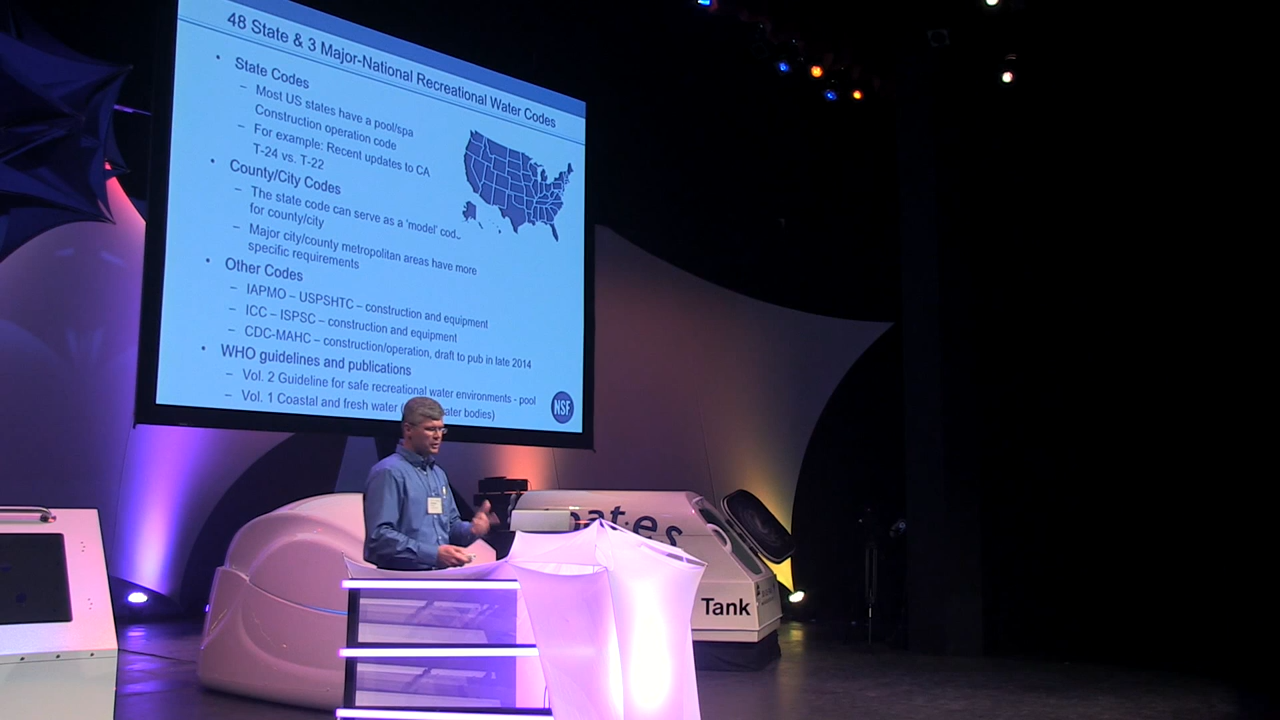 48 State & 3 Major-National Recreational Water Codes
• State Codes
– Most US states have a pool/spa
Construction operation code
– For example: Recent updates to CA
T-24 vs. T-22
• County/City Codes
– The state code can serve as a 'model'
for county/city
– Major city/county metropolitan areas have more
specific requirements
• Other Codes
– IAPMO – USPSHTC – construction and equipment
– ICC – ISPSC – construction and equipment
– CDC-MAHC – construction/operation, draft to pub in late 2014
• WHO guidelines and publications
– Vol. 2 Guideline for safe recreational water environments - pool
– Vol. 1 Coastal and fresh water bodies)
NSF
Tank